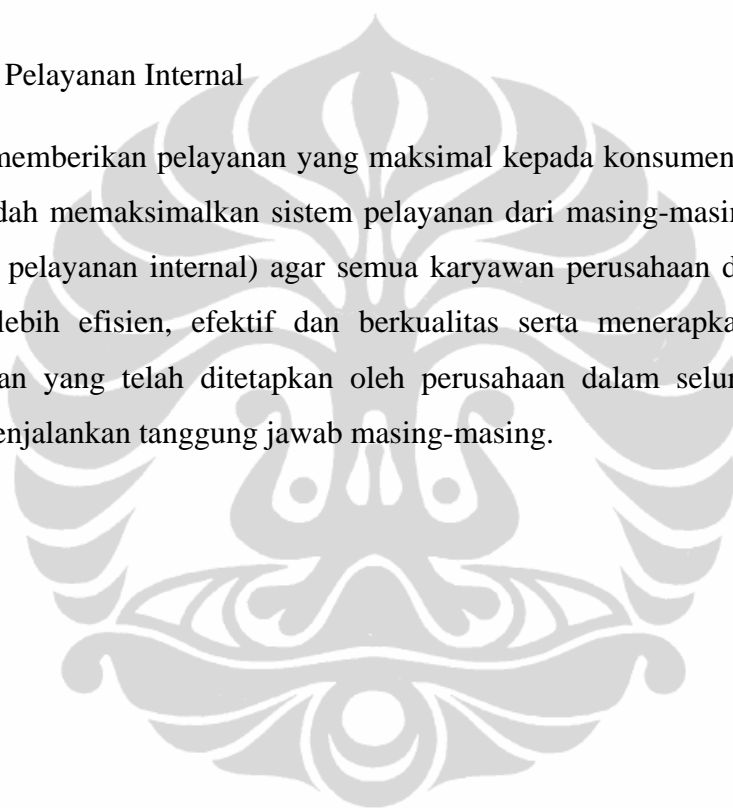 Pelayanan Internal
memberikan pelayanan yang maksimal kepada konsumen
dah memaksimalkan sistem pelayanan dari masing-masin
pelayanan internal) agar semua karyawan perusahaan d
lebih efisien, efektif dan berkualitas serta menerapka
an yang telah ditetapkan oleh perusahaan dalam selur
enjalankan tanggung jawab masing-masing.